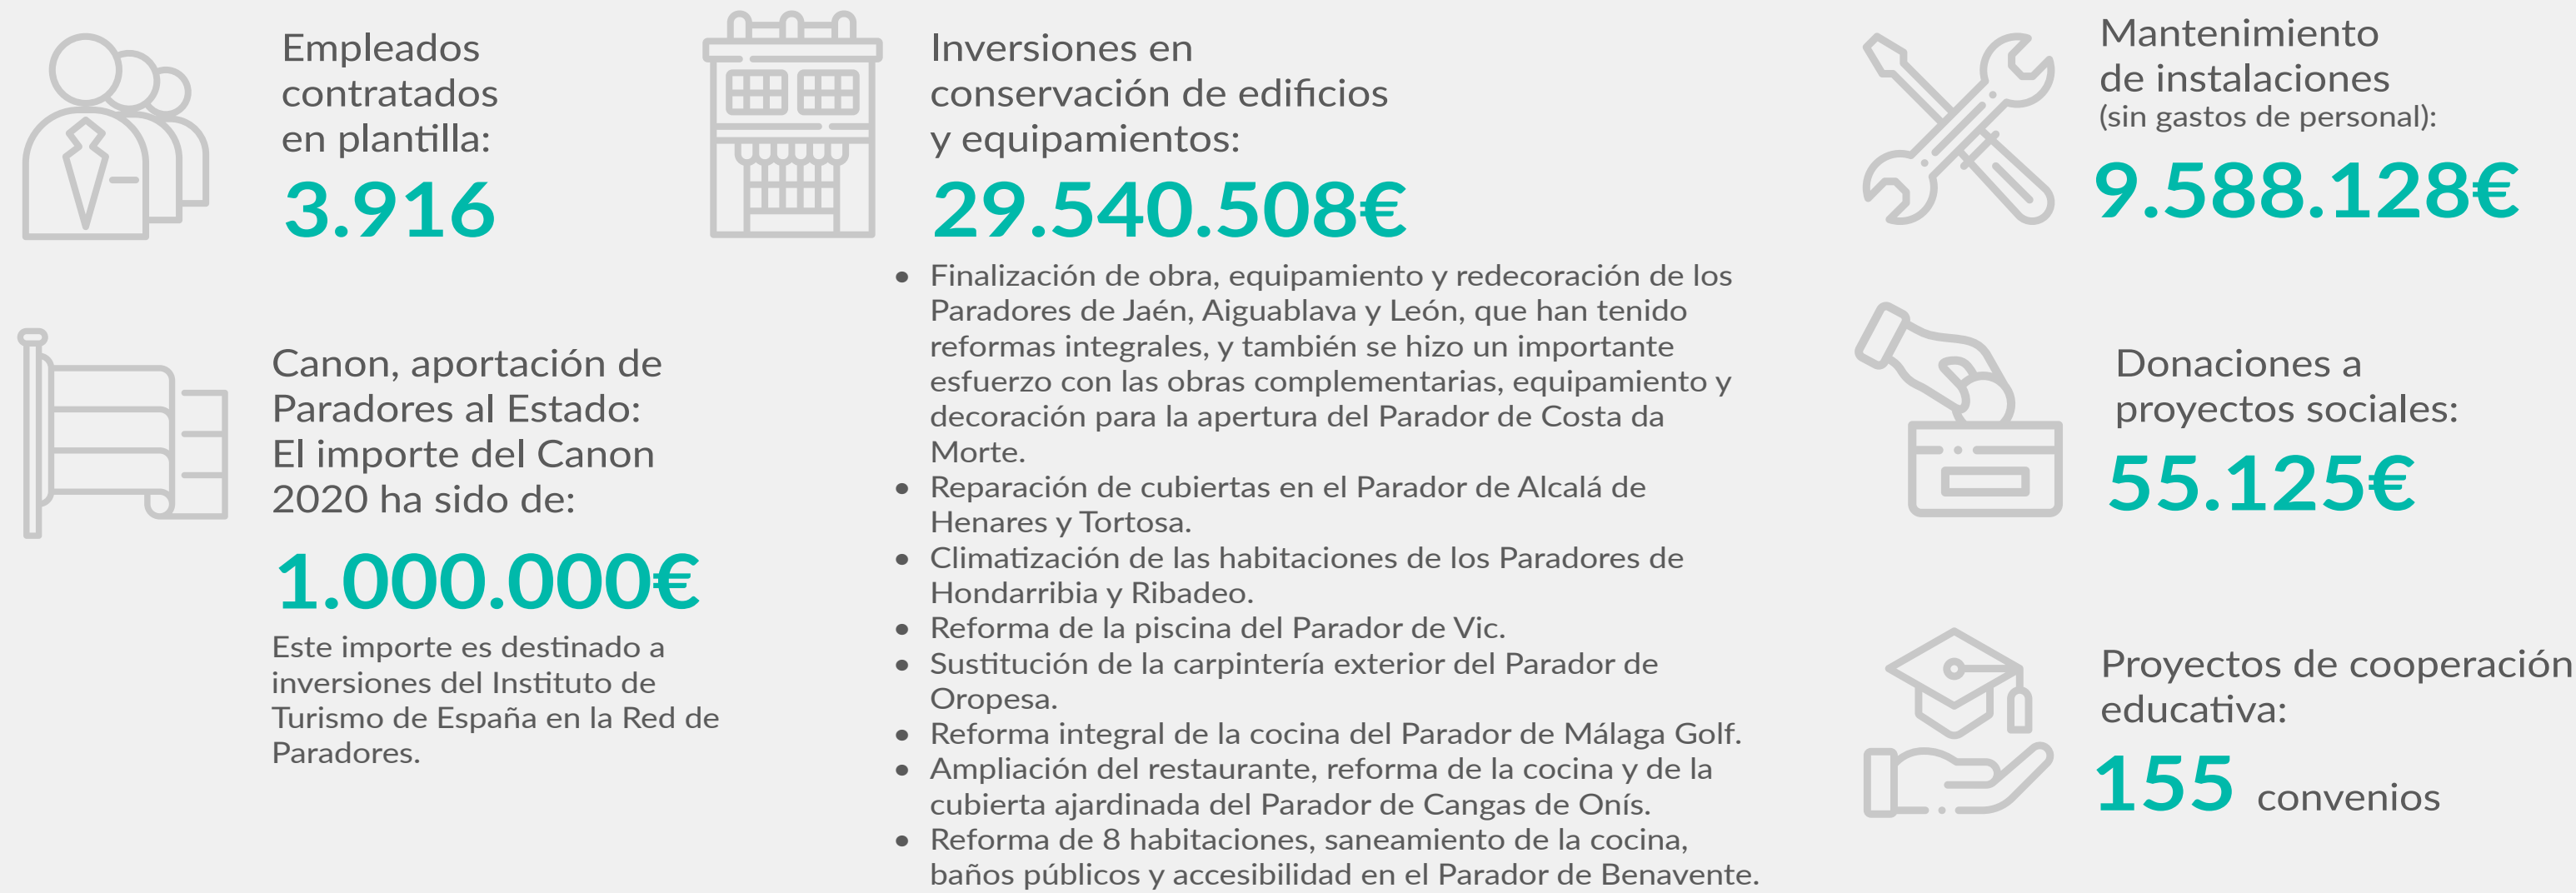 Empleados
contratados
en plantilla:
3.916
Canon, aportación de
Paradores al Estado:
El importe del Canon
2020 ha sido de:
1.000.000€
Este importe es destinado a
inversiones del Instituto de
Turismo de España en la Red de
Paradores.
Inversiones en
conservación de edificios
y equipamientos:
29.540.508€
• Finalización de obra, equipamiento y redecoración de los
Paradores de Jaén, Aiguablava y León, que han tenido
reformas integrales, y también se hizo un importante
esfuerzo con las obras complementarias, equipamiento y
decoración para la apertura del Parador de Costa da
Morte.
• Reparación de cubiertas en el Parador de Alcalá de
Henares y Tortosa.
• Climatización de las habitaciones de los Paradores de
Hondarribia y Ribadeo.
• Reforma de la piscina del Parador de Vic.
• Sustitución de la carpintería exterior del Parador de
Oropesa.
• Reforma integral de la cocina del Parador de Málaga Golf.
• Ampliación del restaurante, reforma de la cocina y de la
cubierta ajardinada del Parador de Cangas de Onís.
• Reforma de 8 habitaciones, saneamiento de la cocina,
baños públicos y accesibilidad en el Parador de Benavente.
Mantenimiento
de instalaciones
(sin gastos de personal):
9.588.128€
Donaciones a
proyectos sociales:
55.125€
Proyectos de cooperación
educativa:
155 convenios